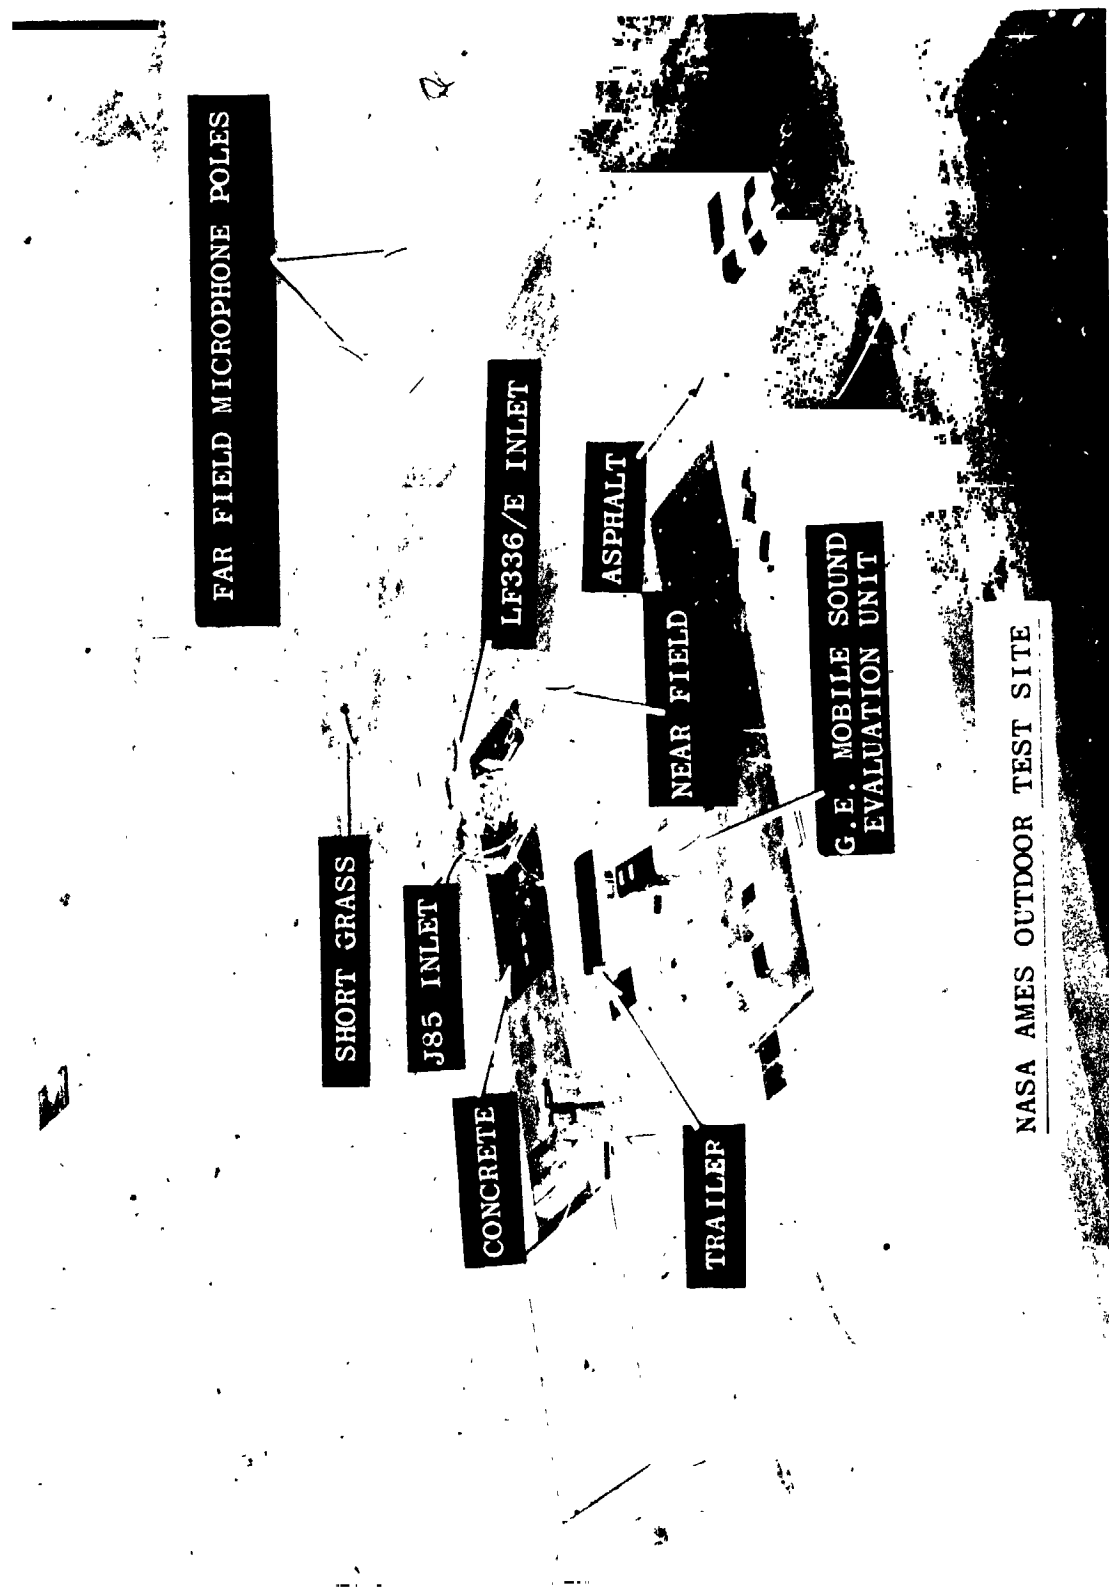 FAR FIELD MICROPHONE POLES
SHORT GRASS
LF336/E INLET
J85 INLET
ASPHALT
CONCRETE
NEAR FIELD
TRAILER
G.E. MOBILE SOUND
EVALUATION UNIT
NASA AMES OUTDOOR TEST SITE